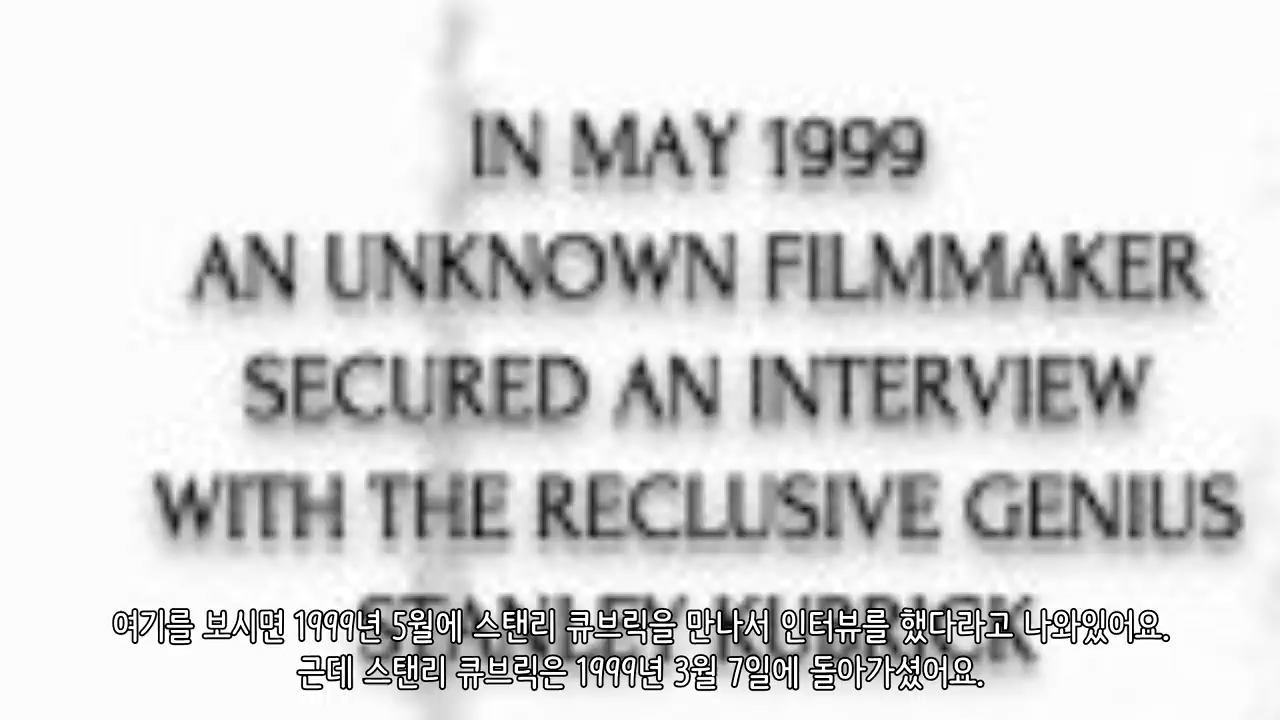 IN MAY 1999
AN UNKNOWN FILMMAKER
SECURED AN INTERVIEW
WITH THE RECLUSIVE GENIUS
STANLEY KUBRICK
여기를 보시면 1999년 5월에 스탠리 큐브릭을 만나서 인터뷰를 했다라고 나와있어요.
근데 스탠리 큐브릭은 1999년 3월 7일에 돌아가셨어요.